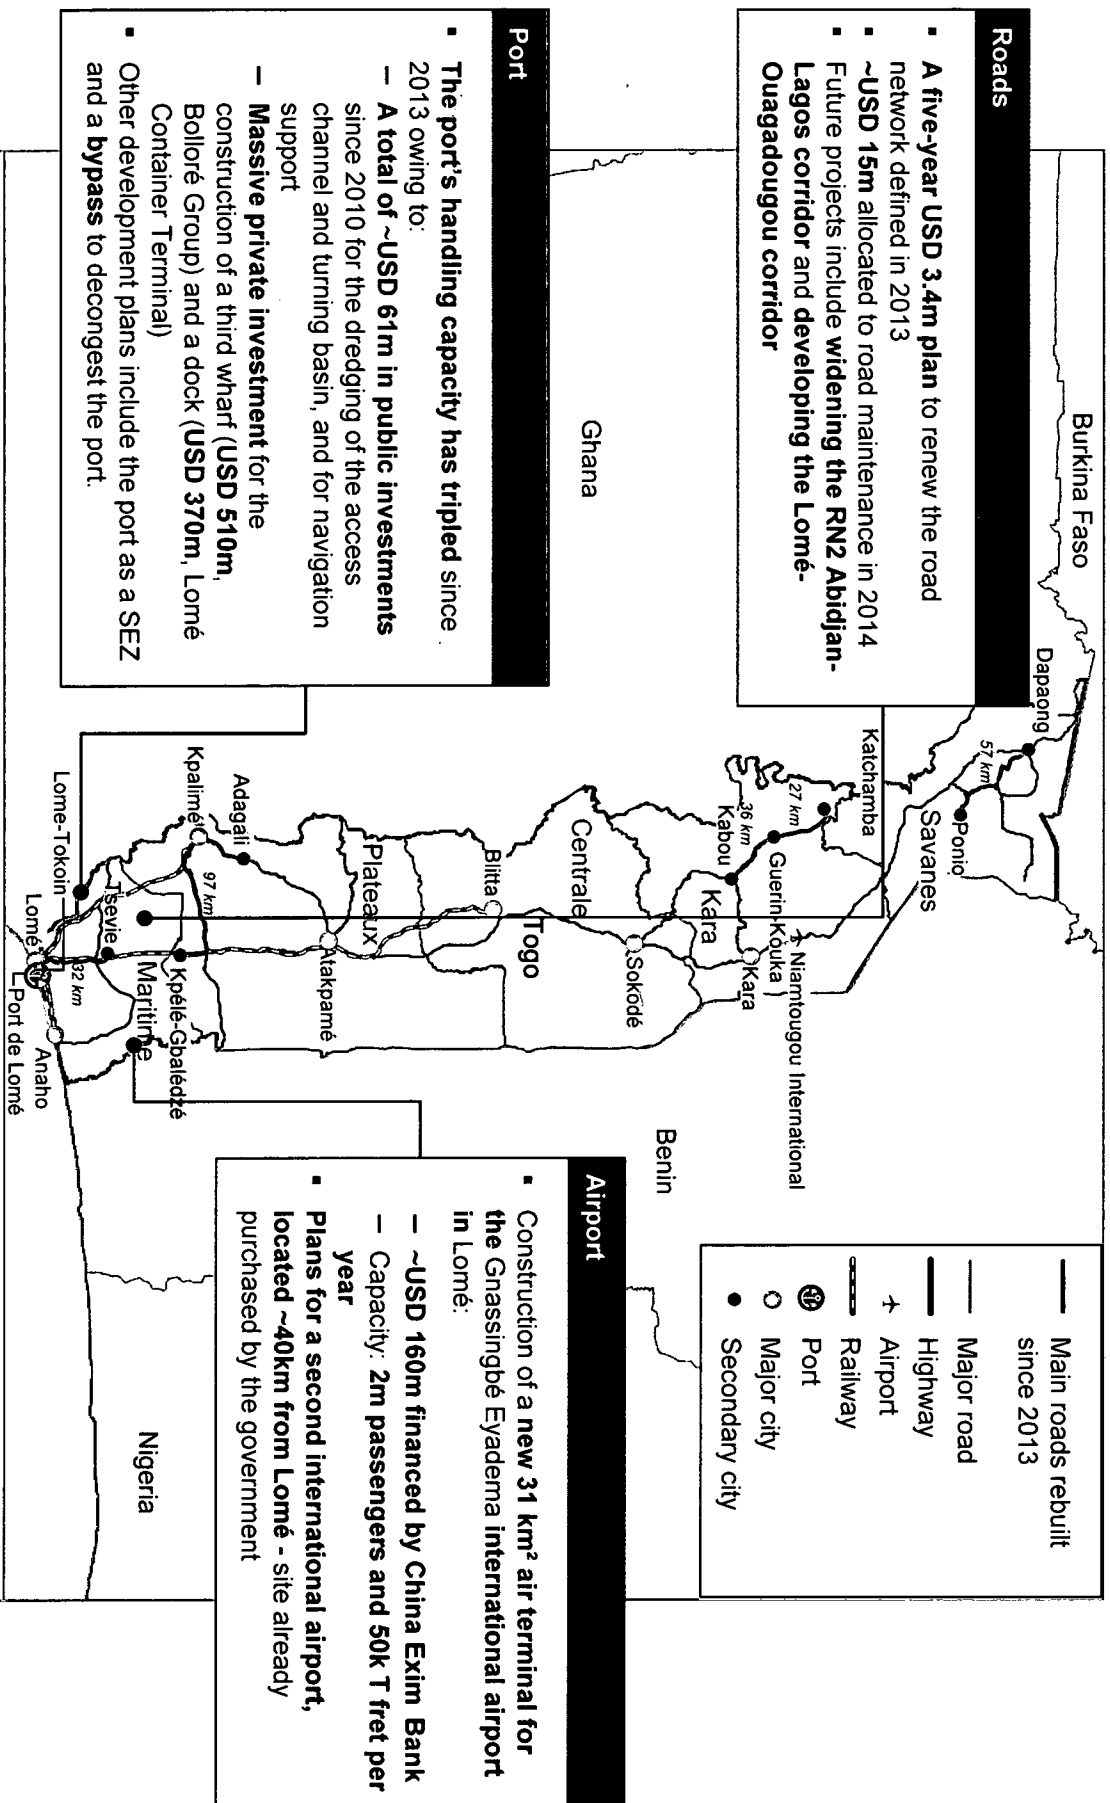 Roads
▪ A five-year USD 3.4m plan to renew the road
network defined in 2013
▪ ~USD 15m allocated to road maintenance in 2014
▪ Future projects include widening the RN2 Abidjan-
Lagos corridor and developing the Lomé-
Ouagadougou corridor
Port
▪ The port's handling capacity has tripled since
2013 owing to:
— A total of ~USD 61m in public investments
since 2010 for the dredging of the access
channel and turning basin, and for navigation
support
— Massive private investment for the
construction of a third wharf (USD 510m,
Bolloré Group) and a dock (USD 370m, Lomé
Container Terminal)
▪ Other development plans include the port as a SEZ
and a bypass to decongest the port.
Burkina Faso
Ghana
Dapaong
57 km
Ponio
Savanes
Katchamba
27 km
Guerin-Kouka
36 km
Kabou
Kara
Niamtougou International
Kara
Centrale
Sokodé
Togo
Blitta
Plateaux
Atakpamé
Adagali
Kpalimé
97 km
Kpélé-Gbalédzé
Maritime
Tsevie
Lome-Tokoin
Lomé
32 km
Anaho
Port de Lomé
Benin
Nigeria
Main roads rebuilt
since 2013
Major road
Highway
Airport
Railway
Port
Major city
Secondary city
Airport
▪ Construction of a new 31 km² air terminal for
the Gnassingbé Eyadema international airport
in Lomé:
— ~USD 160m financed by China Exim Bank
— Capacity: 2m passengers and 50k T fret per
year
▪ Plans for a second international airport,
located ~40km from Lomé - site already
purchased by the government